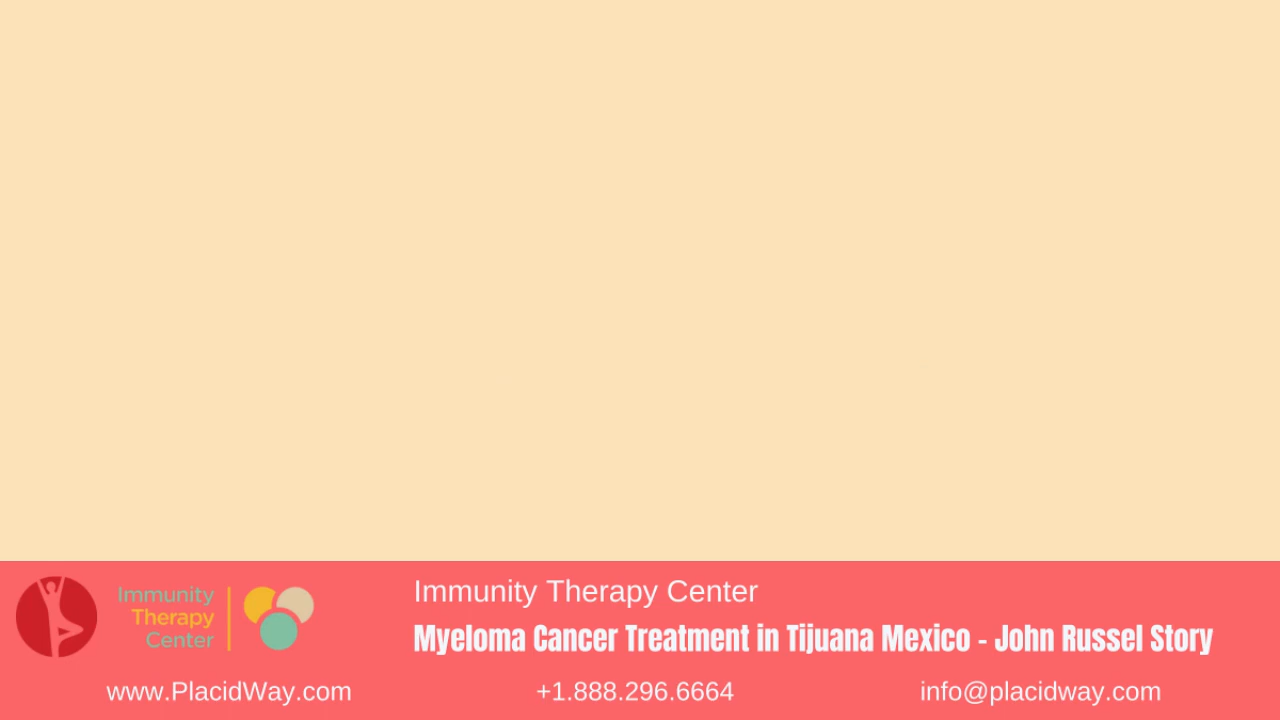 Immunity
Therapy
Center
Immunity Therapy Center
Myeloma Cancer Treatment in Tijuana Mexico - John Russel Story
www.PlacidWay.com
+1.888.296.6664
info@placidway.com